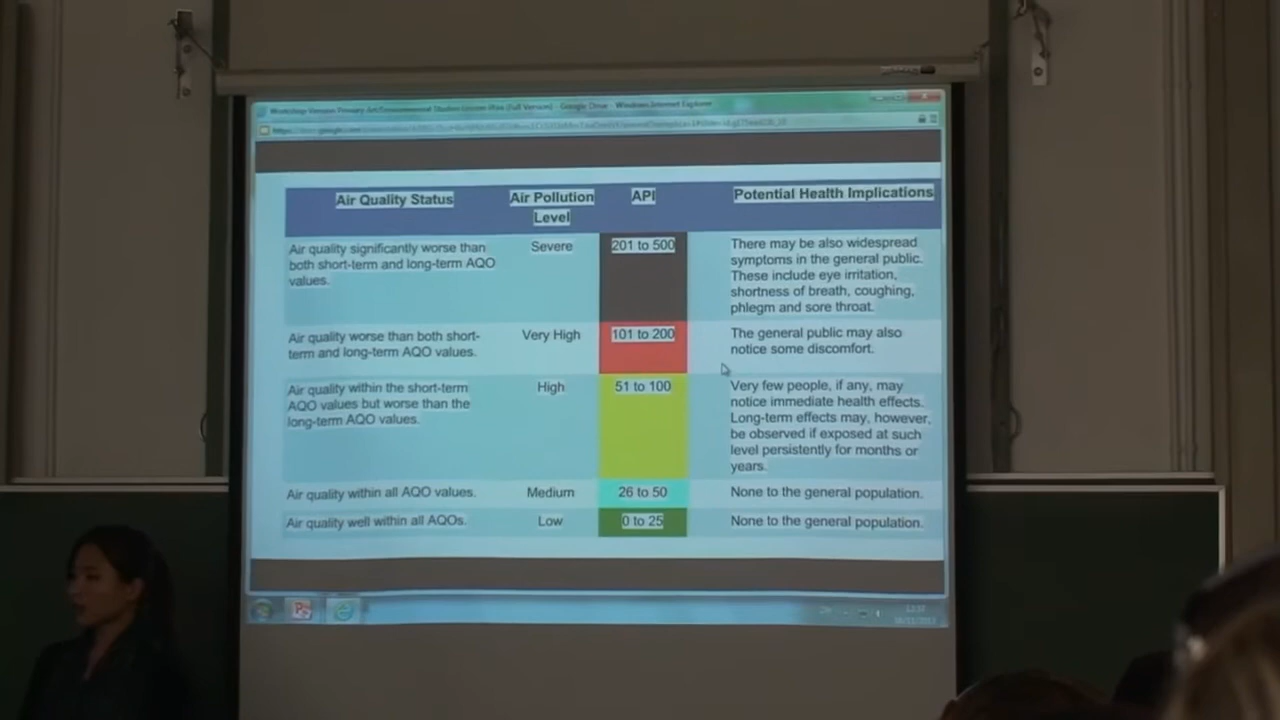 (Full Version) - Google Drive - Windows Internet Explorer
Air Quality Status Air Pollution API Potential Health Implications
Level
Air quality significantly worse than Severe 201 to 500 There may be also widespread
both short-term and long-term AQO symptoms in the general public.
values. These include eye irritation,
shortness of breath, coughing,
phlegm and sore throat.
Air quality worse than both short- Very High 101 to 200 The general public may also
term and long-term AQO values. notice some discomfort.
Air quality within the short-term High 51 to 100 Very few people, if any, may
AQO values but worse than the notice immediate health effects.
long-term AQO values. Long-term effects may, however,
be observed if exposed at such
level persistently for months or
years.
Air quality within all AQO values. Medium 26 to 50 None to the general population.
Air quality well within all AQOs. Low 0 to 25 None to the general population.